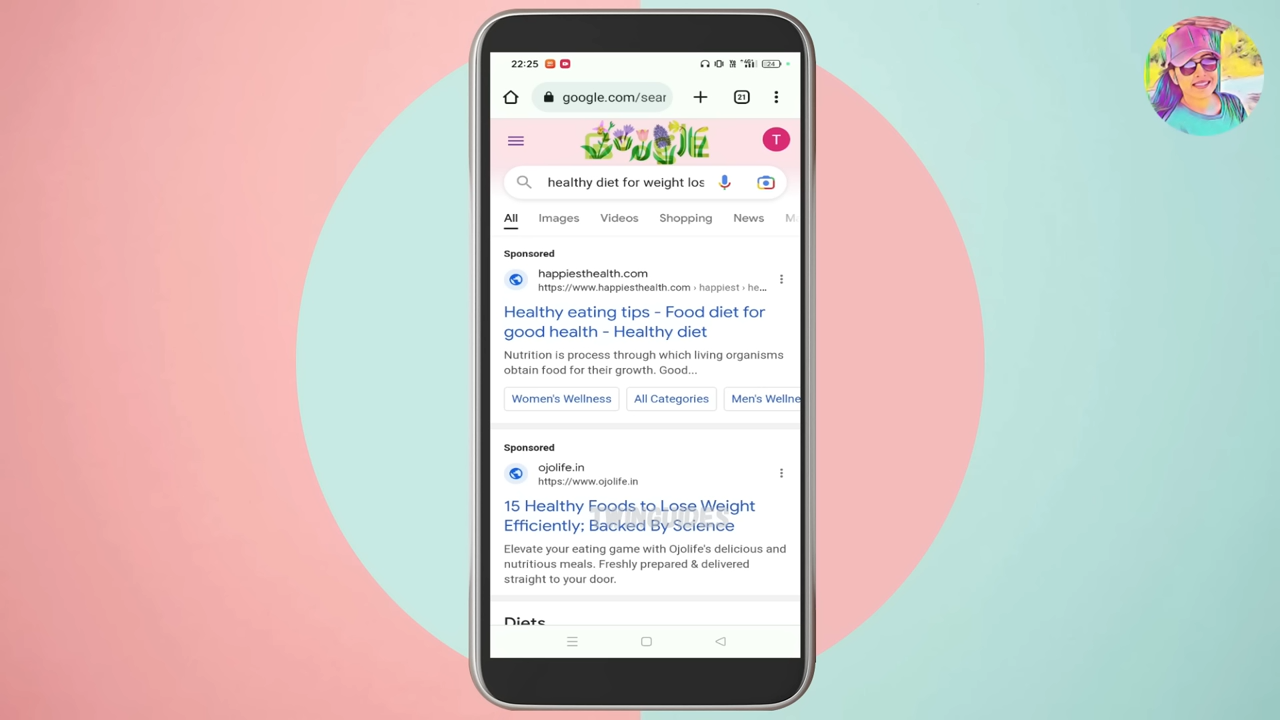 22:25
24
google.com/sear
21
Google
T
healthy diet for weight los
All Images Videos Shopping News M
Sponsored
happiesthealth.com
https://www.happiesthealth.com › happiest › he...
Healthy eating tips - Food diet for
good health - Healthy diet
Nutrition is process through which living organisms
obtain food for their growth. Good...
Women's Wellness All Categories Men's Wellne
Sponsored
ojolife.in
https://www.ojolife.in
15 Healthy Foods to Lose Weight
Efficiently; Backed By Science
TWINGUIDES
Elevate your eating game with Ojolife's delicious and
nutritious meals. Freshly prepared & delivered
straight to your door.
Diets